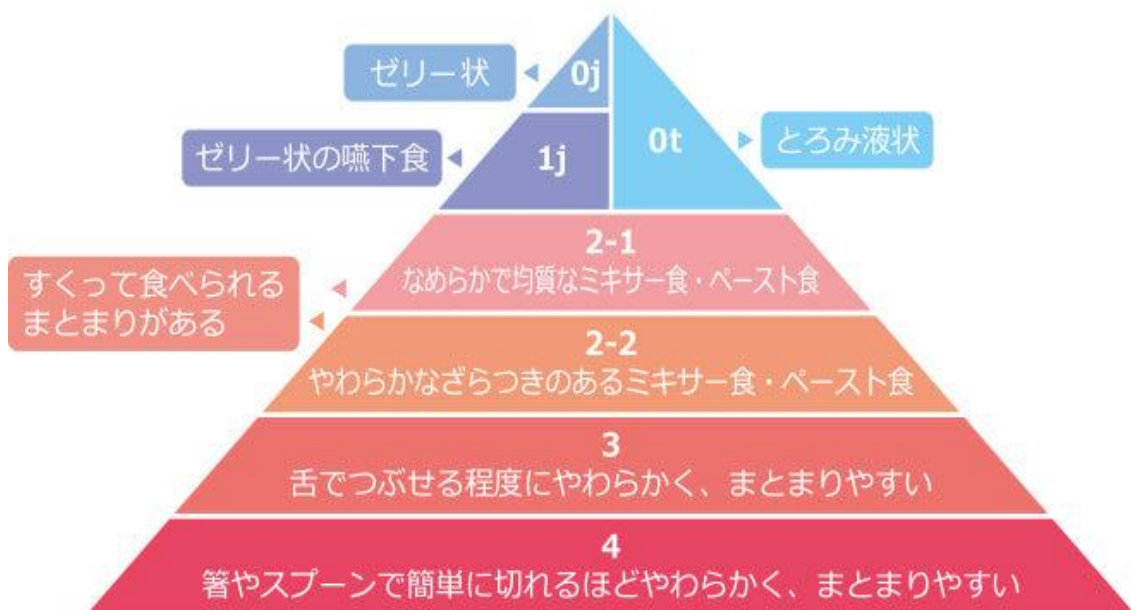 ゼリー状
0j
ゼリー状の嚥下食
1j
0t
とろみ液状
2-1
なめらかで均質なミキサー食・ペースト食
すくって食べられる
まとまりがある
2-2
やわらかなざらつきのあるミキサー食・ペースト食
3
舌でつぶせる程度にやわらかく、まとまりやすい
4
箸やスプーンで簡単に切れるほどやわらかく、まとまりやすい